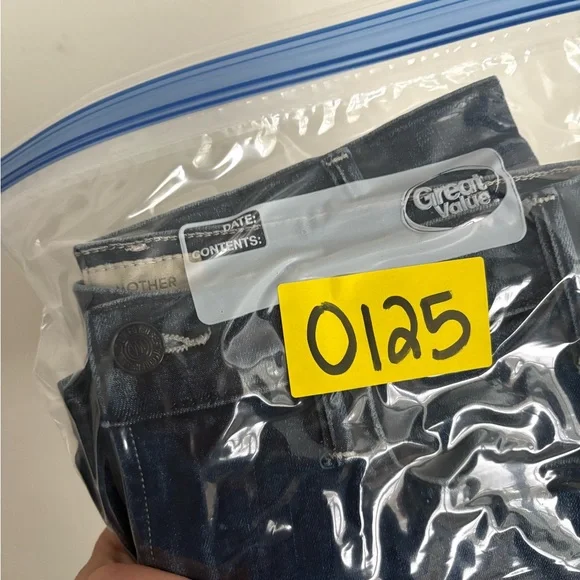 Great
Value
DATE:
CONTENTS:
MOTHER
0125